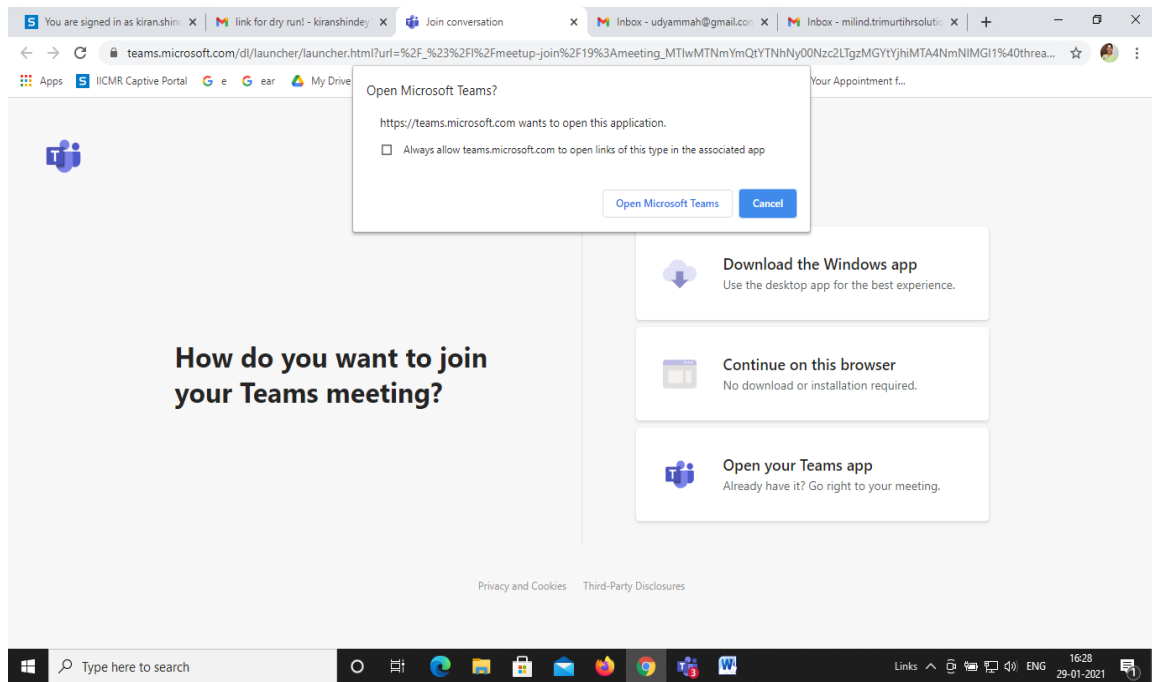 You are signed in as kiran.shind
link for dry run! - kiranshindey
Join conversation
Inbox - udyammah@gmail.com
Inbox - milind.trimurtihrsolutio
teams.microsoft.com/dl/launcher/launcher.html?url=%2F_%23%2Fl%2Fmeetup-join%2F19%3Ameeting_MTIwMTNmYmQtYTNhNy00Nzc2LTgzMGYtYjhiMTA4NmNlMGI1%40threa...
Apps
S
IICMR Captive Portal
G e
G ear
My Drive
Your Appointment f...
Open Microsoft Teams?
https://teams.microsoft.com wants to open this application.
Always allow teams.microsoft.com to open links of this type in the associated app
Open Microsoft Teams
Cancel
How do you want to join
your Teams meeting?
Download the Windows app
Use the desktop app for the best experience.
Continue on this browser
No download or installation required.
Open your Teams app
Already have it? Go right to your meeting.
Privacy and Cookies
Third-Party Disclosures
Type here to search
Links
ENG
16:28
29-01-2021